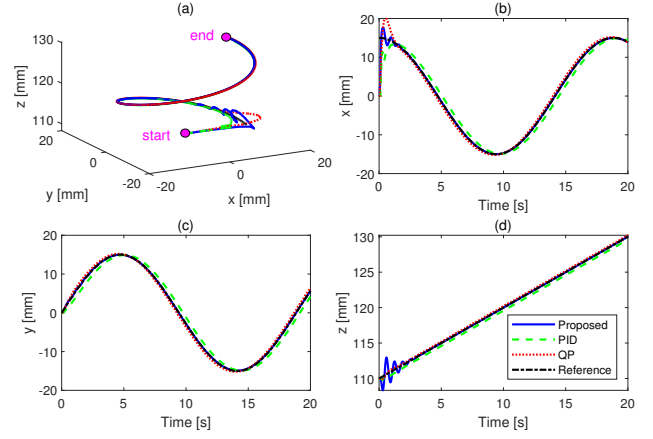 (a)
130
120
110
z [mm]
20
0
-20
y [mm]
-20
0
20
x [mm]
end
start
(b)
20
10
0
-10
-20
x [mm]
0
5
10
15
20
Time [s]
(c)
20
10
0
-10
-20
y [mm]
0
5
10
15
20
Time [s]
(d)
130
125
120
115
110
z [mm]
0
5
10
15
20
Time [s]
Proposed
PID
QP
Reference